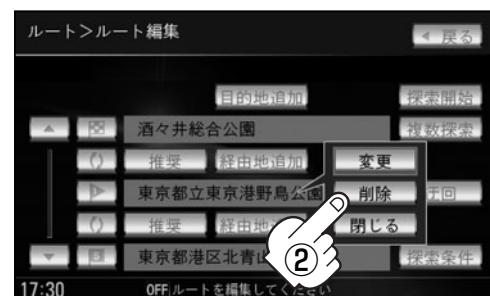 ルート>ルート編集
戻る
目的地追加
探索開始
酒々井総合公園
複数探索
推奨
経由地追加
変更
東京都立東京港野鳥公園
削除
迂回
推奨
経由地
閉じる
東京都港区北青山
②
探索条件
17:30
OFF ルートを編集してください